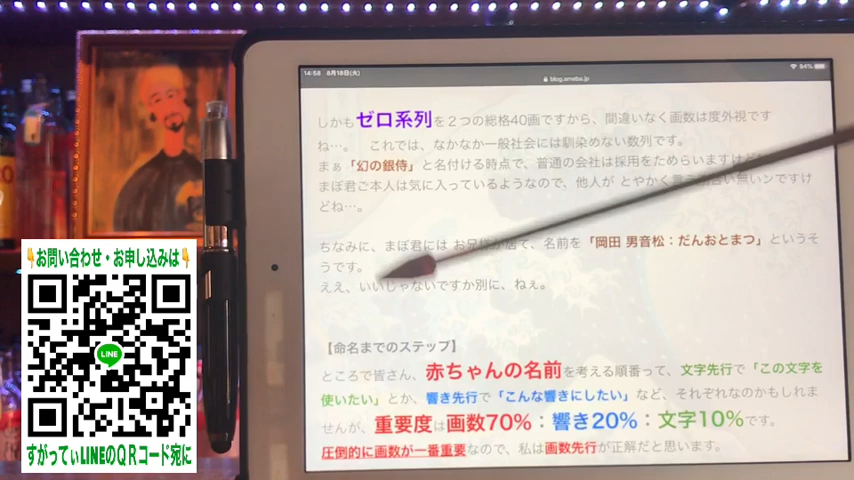 14:58 8月18日(火)
94%
blog.ameba.jp
しかもゼロ系列を２つの総格40画ですから、間違いなく画数は度外視です
ね…。 これでは、なかなか一般社会には馴染めない数列です。
まぁ「幻の銀侍」と名付ける時点で、普通の会社は採用をためらいますけど
まぼ君ご本人は気に入っているようなので、他人が とやかく言う 無いンですけ
どね…。
ちなみに、まぼ君には お兄様が居て、名前を「岡田 男音松：だんおとまつ」というそ
うです。
ええ、いいじゃないですか別に、ねぇ。
【命名までのステップ】
ところで皆さん、赤ちゃんの名前を考える順番って、文字先行で「この文字を
使いたい」とか、響き先行で「こんな響きにしたい」など、それぞれなのかもしれま
せんが、重要度は画数70%：響き20%：文字10%です。
圧倒的に画数が一番重要なので、私は画数先行が正解だと思います。
👇お問い合わせ・お申し込みは👇
LINE
すがってぃLINEのQRコード宛に